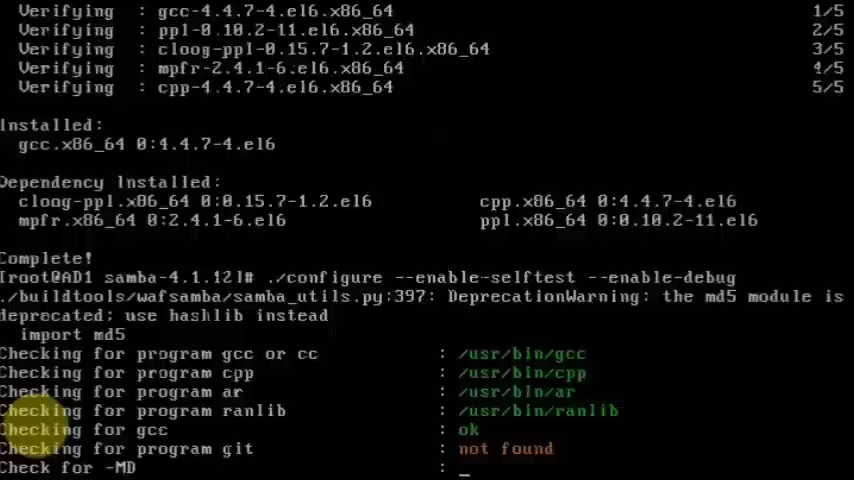 Verifying  : gcc-4.4.7-4.el6.x86_64 1/5
Verifying  : ppl-0.10.2-11.el6.x86_64 2/5
Verifying  : cloog-ppl-0.15.7-1.2.el6.x86_64 3/5
Verifying  : mpfr-2.4.1-6.el6.x86_64 4/5
Verifying  : cpp-4.4.7-4.el6.x86_64 5/5
Installed:
gcc.x86_64 0:4.4.7-4.el6
Dependency Installed:
cloog-ppl.x86_64 0:0.15.7-1.2.el6 cpp.x86_64 0:4.4.7-4.el6
mpfr.x86_64 0:2.4.1-6.el6 ppl.x86_64 0:0.10.2-11.el6
Complete!
[root@AD1 samba-4.1.12]# ./configure --enable-selftest --enable-debug
./buildtools/wafsamba/samba_utils.py:397: DeprecationWarning: the md5 module is
deprecated; use hashlib instead
import md5
Checking for program gcc or cc : /usr/bin/gcc
Checking for program cpp : /usr/bin/cpp
Checking for program ar : /usr/bin/ar
Checking for program ranlib : /usr/bin/ranlib
Checking for gcc : ok
Checking for program git : not found
Check for -MD : _